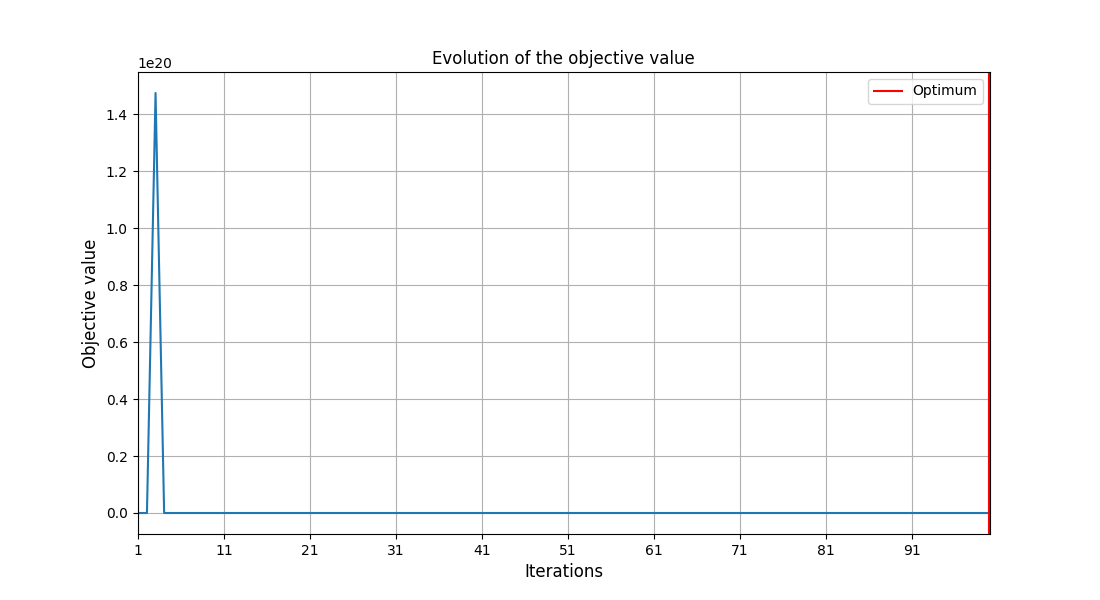 Evolution of the objective value
1e20
Optimum
1.4
1.2
1.0
0.8
0.6
0.4
0.2
0.0
Objective value
1 11 21 31 41 51 61 71 81 91
Iterations